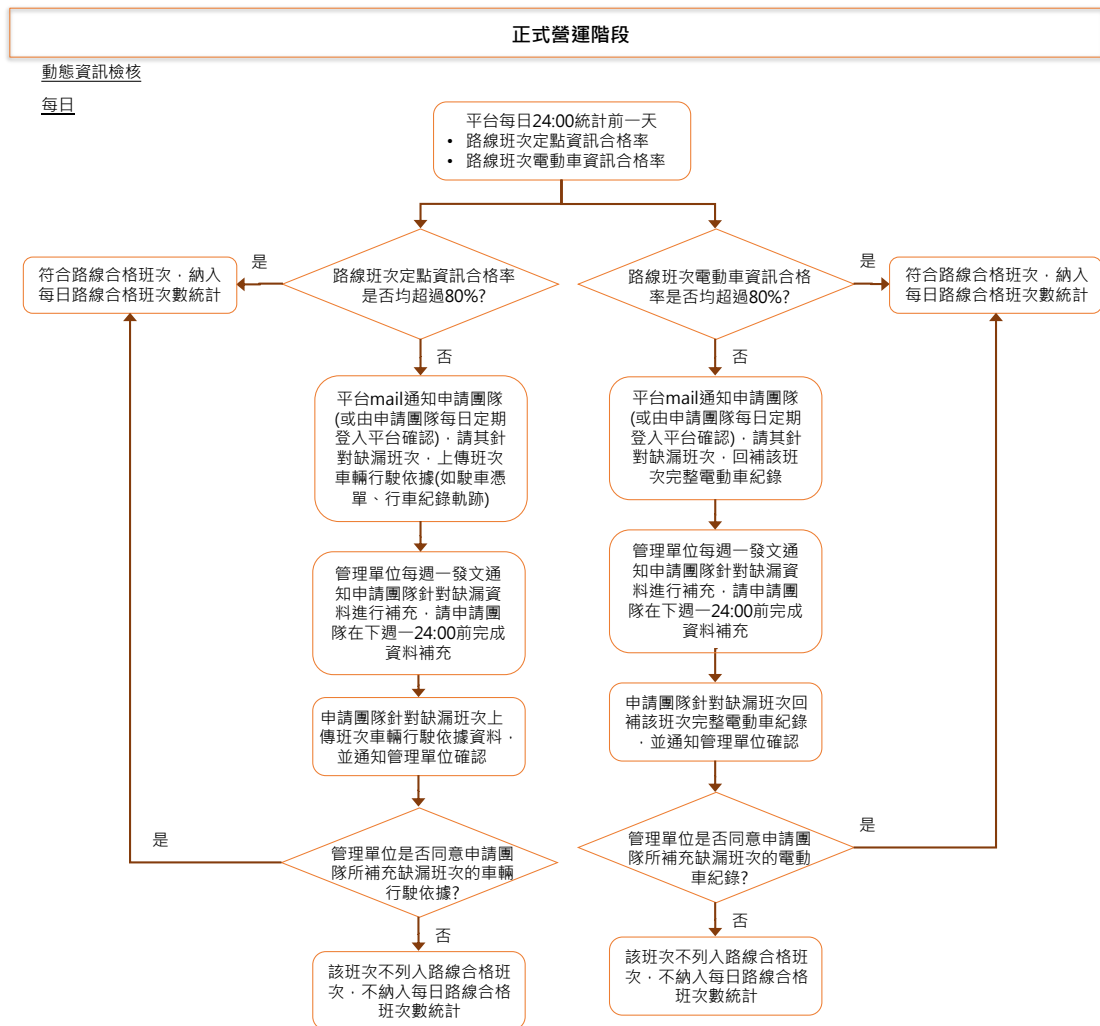 正式營運階段
動態資訊檢核
每日
平台每日24:00統計前一天
• 路線班次定點資訊合格率
• 路線班次電動車資訊合格率
是
符合路線合格班次，納入
每日路線合格班次數統計
路線班次定點資訊合格率
是否均超過80%?
路線班次電動車資訊合格
率是否均超過80%?
是
符合路線合格班次，納入
每日路線合格班次數統計
否
否
平台mail通知申請團隊
(或由申請團隊每日定期
登入平台確認)，請其針
對缺漏班次，上傳班次
車輛行駛依據(如駛車憑
單、行車紀錄軌跡)
平台mail通知申請團隊
(或由申請團隊每日定期
登入平台確認)，請其針
對缺漏班次，回補該班
次完整電動車紀錄
管理單位每週一發文通
知申請團隊針對缺漏資
料進行補充，請申請團
隊在下週一24:00前完成
資料補充
管理單位每週一發文通
知申請團隊針對缺漏資
料進行補充，請申請團
隊在下週一24:00前完成
資料補充
申請團隊針對缺漏班次上
傳班次車輛行駛依據資料，
並通知管理單位確認
申請團隊針對缺漏班次回
補該班次完整電動車紀錄
，並通知管理單位確認
是
管理單位是否同意申請團
隊所補充缺漏班次的車輛
行駛依據?
管理單位是否同意申請團
隊所補充缺漏班次的電動
車紀錄?
是
否
否
該班次不列入路線合格班
次，不納入每日路線合格
班次數統計
該班次不列入路線合格班
次，不納入每日路線合格
班次數統計